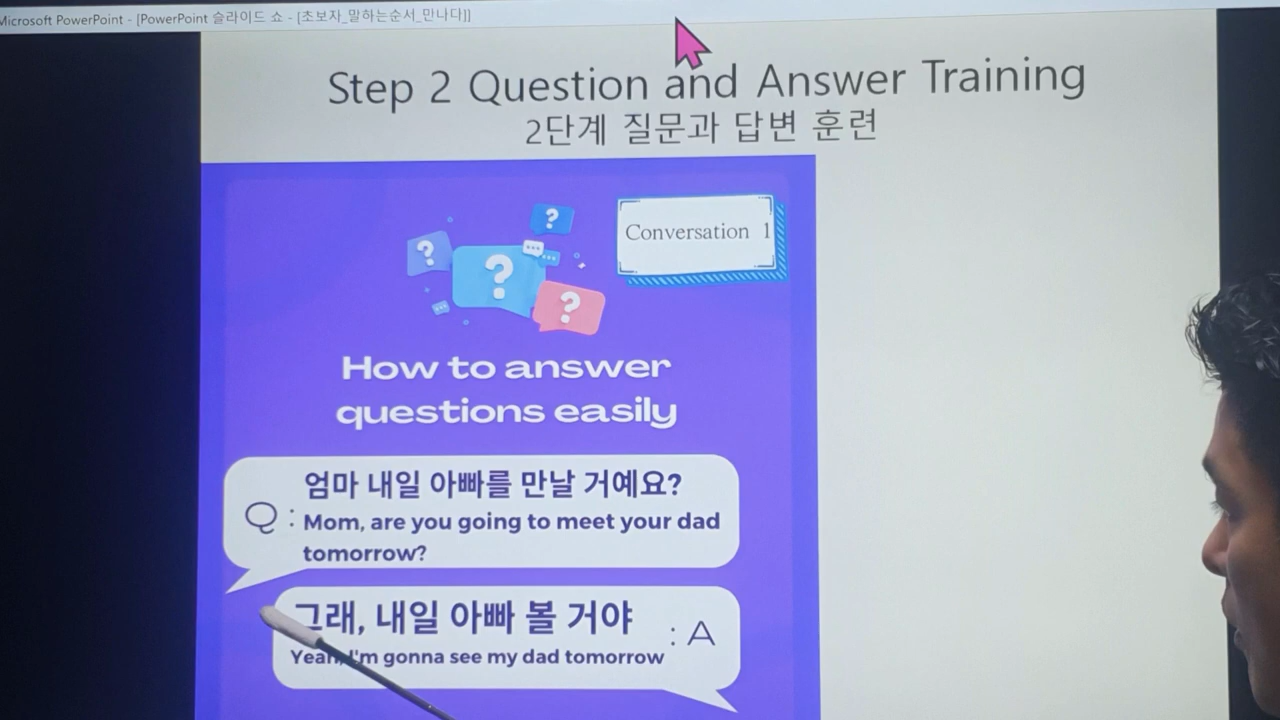 Microsoft PowerPoint - [PowerPoint 슬라이드 쇼 - [초보자_말하는순서_만나다]]
Step 2 Question and Answer Training
2단계 질문과 답변 훈련
?
?
?
?
Conversation 1
How to answer
questions easily
Q : 엄마 내일 아빠를 만날 거예요?
Mom, are you going to meet your dad
tomorrow?
그래, 내일 아빠 볼 거야
: A
Yeah, I'm gonna see my dad tomorrow